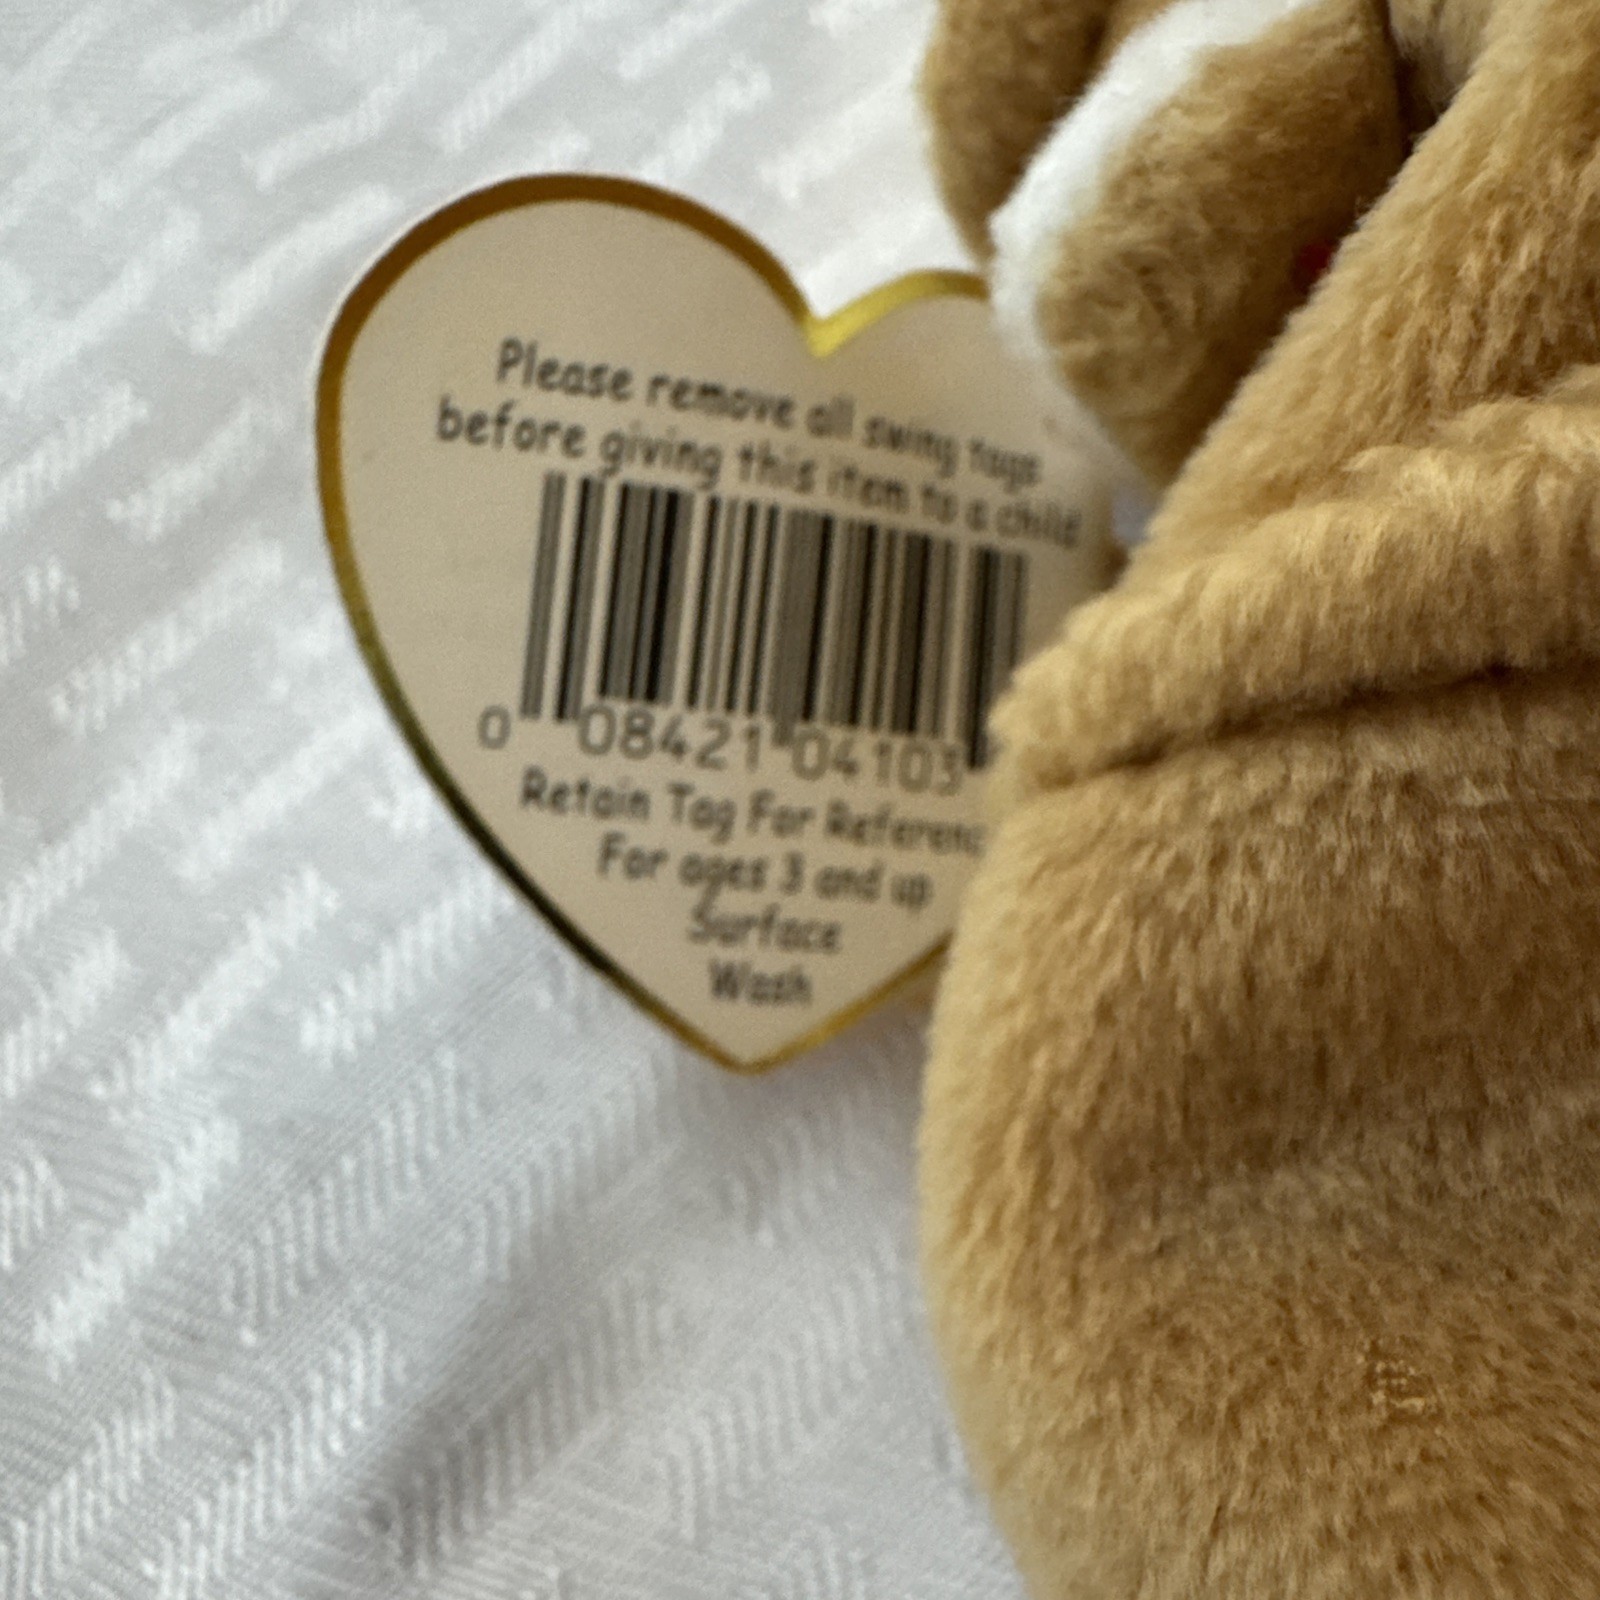 Please remove all swing tags
before giving this item to a child
0 08421 04103
Retain Tag For Referenc
For ages 3 and up
Surface
Wash